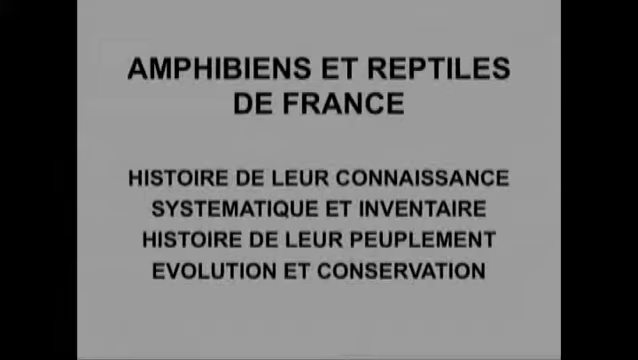 AMPHIBIENS ET REPTILES
DE FRANCE
HISTOIRE DE LEUR CONNAISSANCE
SYSTEMATIQUE ET INVENTAIRE
HISTOIRE DE LEUR PEUPLEMENT
EVOLUTION ET CONSERVATION